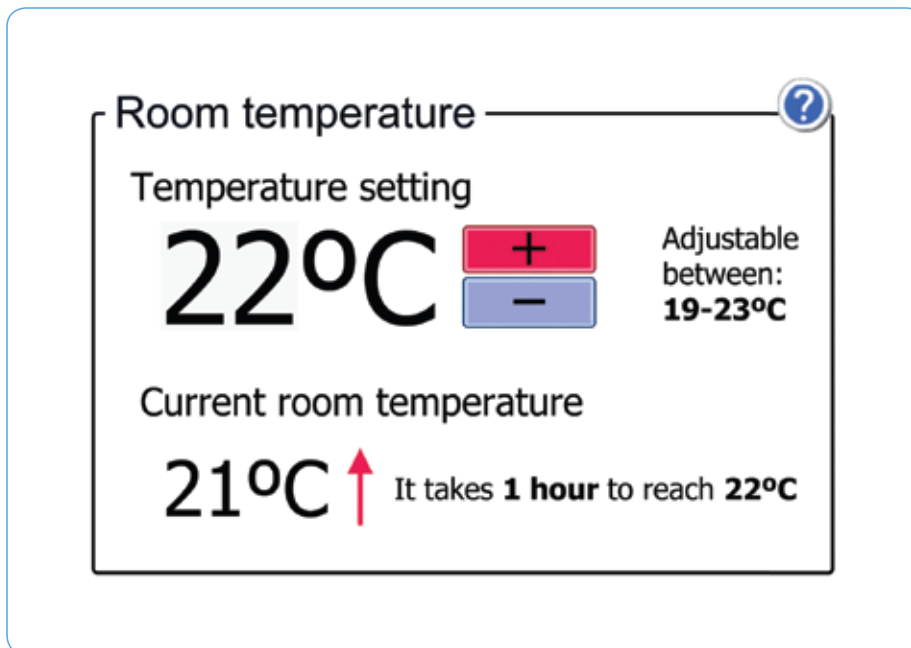 Room temperature
?
Temperature setting
22ºC
+
−
Adjustable
between:
19-23ºC
Current room temperature
21ºC
It takes 1 hour to reach 22ºC